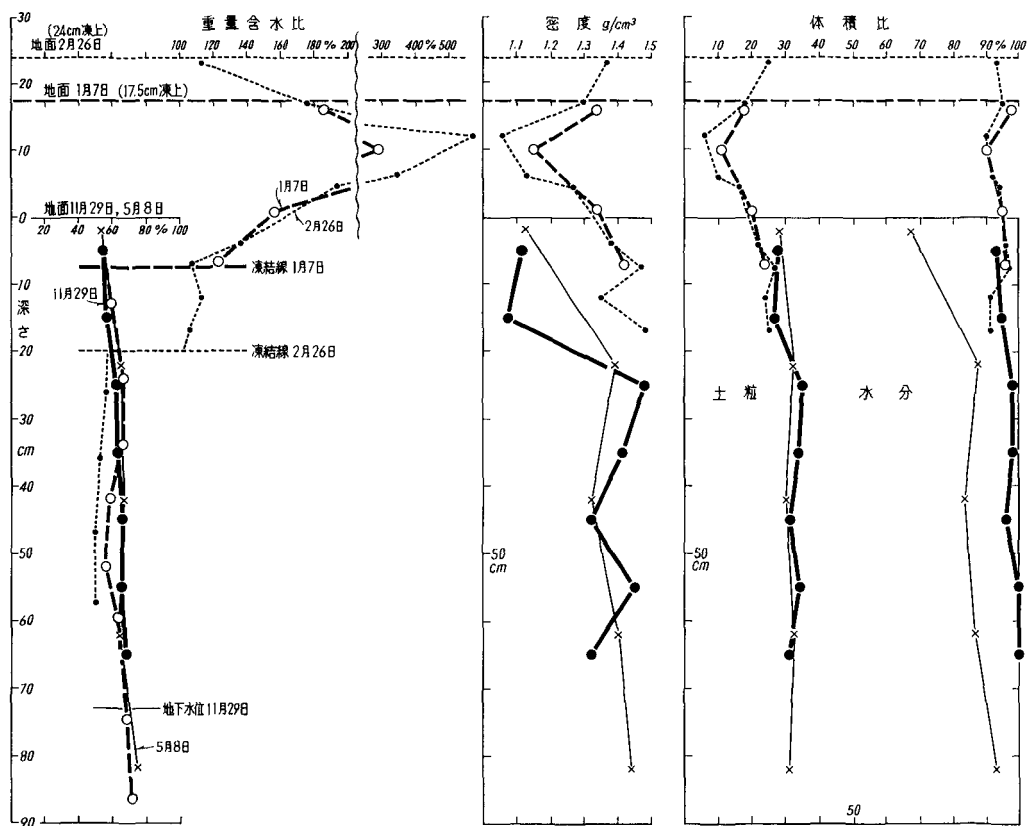 重量含水比
密度 g/cm³
体積比
30
(24cm凍上)
地面2月26日
100 120 140 160 % 200 300 400 % 500
1.1 1.2 1.3 1.4 1.5
10 20 30 40 80 90 % 100
20
地面 1月7日 (17.5cm凍上)
10
1月7日
2月26日
地面11月29日, 5月8日
0
20 40 60 80 % 100
凍結線 1月7日
11月29日
10
深さ
20
凍結線 2月26日
土粒 水分
30
cm
40
50
50
cm
50
cm
60
70
地下水位11月29日
5月8日
80
50
90